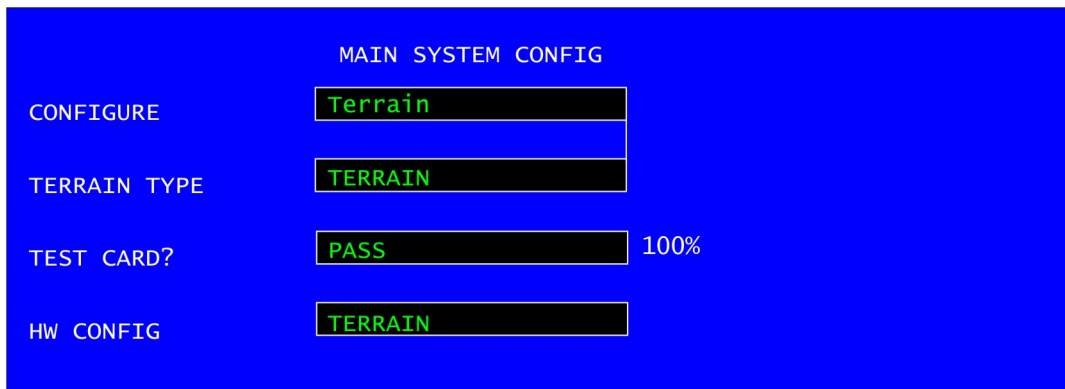 MAIN SYSTEM CONFIG
CONFIGURE Terrain
TERRAIN TYPE TERRAIN
TEST CARD? PASS 100%
HW CONFIG TERRAIN